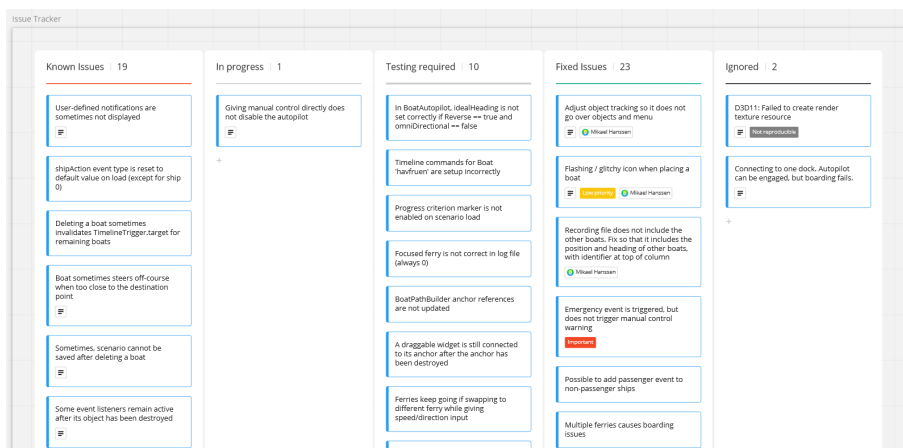 Issue Tracker
Known Issues | 19
User-defined notifications are
sometimes not displayed
shipAction event type is reset to
default value on load (except for ship
0)
Deleting a boat sometimes
invalidates TimelineTrigger.target for
remaining boats
Boat sometimes steers off-course
when too close to the destination
point
Sometimes, scenario cannot be
saved after deleting a boat
Some event listeners remain active
after its object has been destroyed
In progress | 1
Giving manual control directly does
not disable the autopilot
+
Testing required | 10
In BoatAutopilot, idealHeading is not
set correctly if Reverse == true and
omniDirectional == false
Timeline commands for Boat
'havfruen' are setup incorrectly
Progress criterion marker is not
enabled on scenario load
Focused ferry is not correct in log file
(always 0)
BoatPathBuilder anchor references
are not updated
A draggable widget is still connected
to its anchor after the anchor has
been destroyed
Ferries keep going if swapping to
different ferry while giving
speed/direction input
Fixed Issues | 23
Adjust object tracking so it does not
go over objects and menu
Mikael Hanssen
Flashing / glitchy icon when placing a
boat
Low priority
Mikael Hanssen
Recording file does not include the
other boats. Fix so that it includes the
position and heading of other boats,
with identifier at top of column
Mikael Hanssen
Emergency event is triggered, but
does not trigger manual control
warning
Important
Possible to add passenger event to
non-passenger ships
Multiple ferries causes boarding
issues
Ignored | 2
D3D11: Failed to create render
texture resource
Not reproducible
Connecting to one dock. Autopilot
can be engaged, but boarding fails.
+